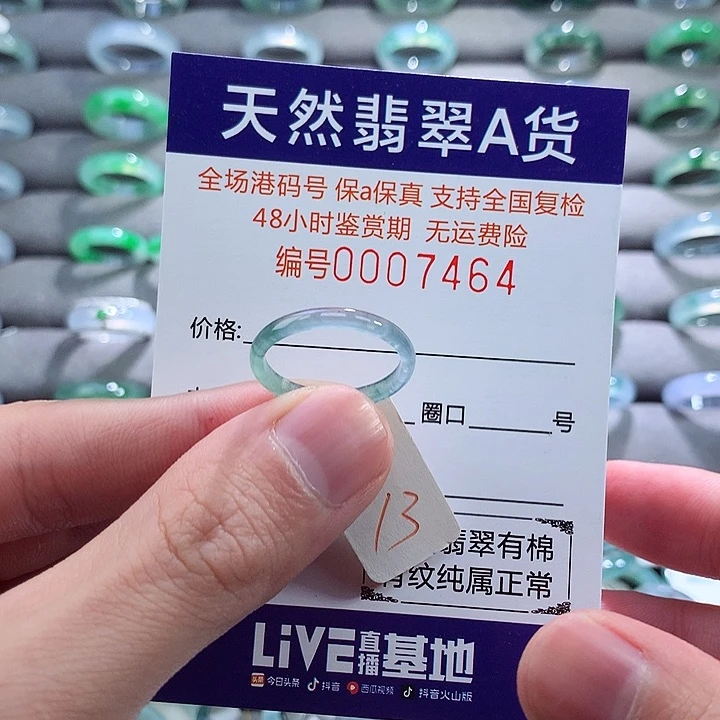 天然翡翠A货
全场港码号 保a保真 支持全国复检
48小时鉴赏期 无运费险
编号0007464
价格:
圈口 号
13
翡翠有棉
有纹纯属正常
LiVE直播基地
头条 今日头条 抖音 西瓜视频 抖音火山版